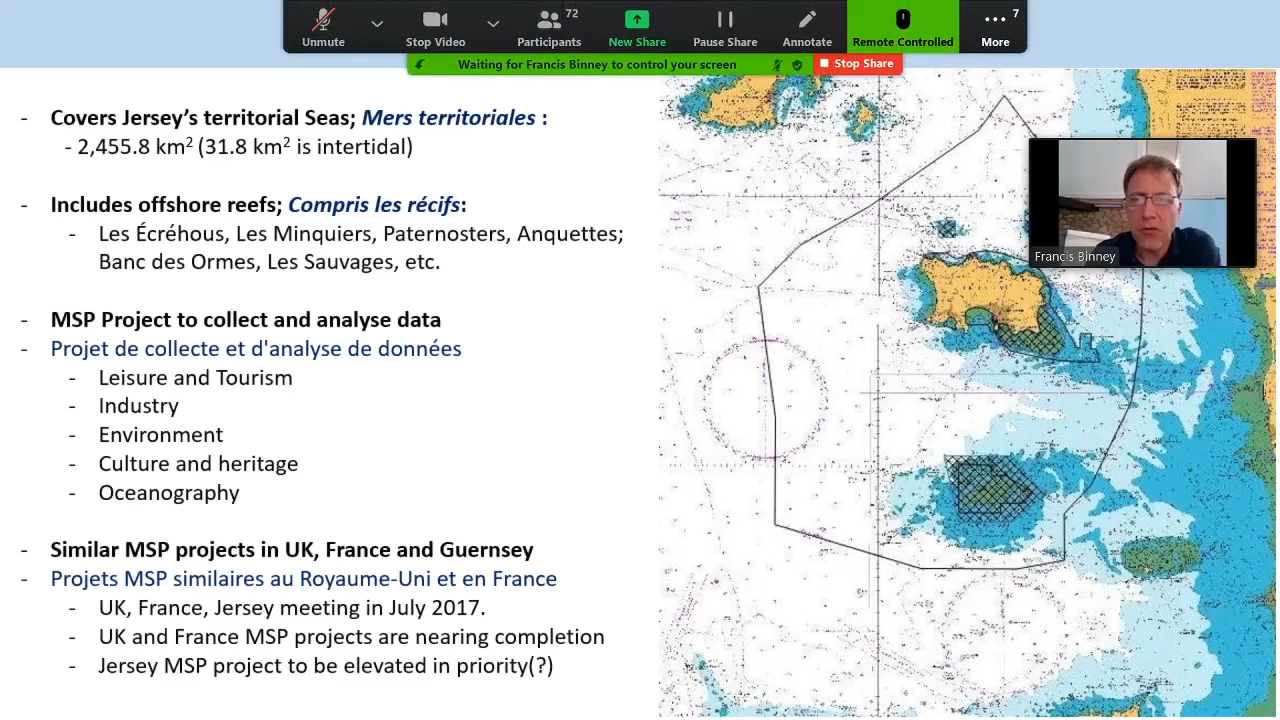 72
7
Unmute
Stop Video
Participants
New Share
Pause Share
Annotate
Remote Controlled
More
Waiting for Francis Binney to control your screen
Stop Share
- Covers Jersey's territorial Seas; Mers territoriales :
- 2,455.8 km² (31.8 km² is intertidal)
- Includes offshore reefs; Compris les récifs:
- Les Écréhous, Les Minquiers, Paternosters, Anquettes;
Banc des Ormes, Les Sauvages, etc.
- MSP Project to collect and analyse data
- Projet de collecte et d'analyse de données
- Leisure and Tourism
- Industry
- Environment
- Culture and heritage
- Oceanography
- Similar MSP projects in UK, France and Guernsey
- Projets MSP similaires au Royaume-Uni et en France
- UK, France, Jersey meeting in July 2017.
- UK and France MSP projects are nearing completion
- Jersey MSP project to be elevated in priority(?)
Francis Binney